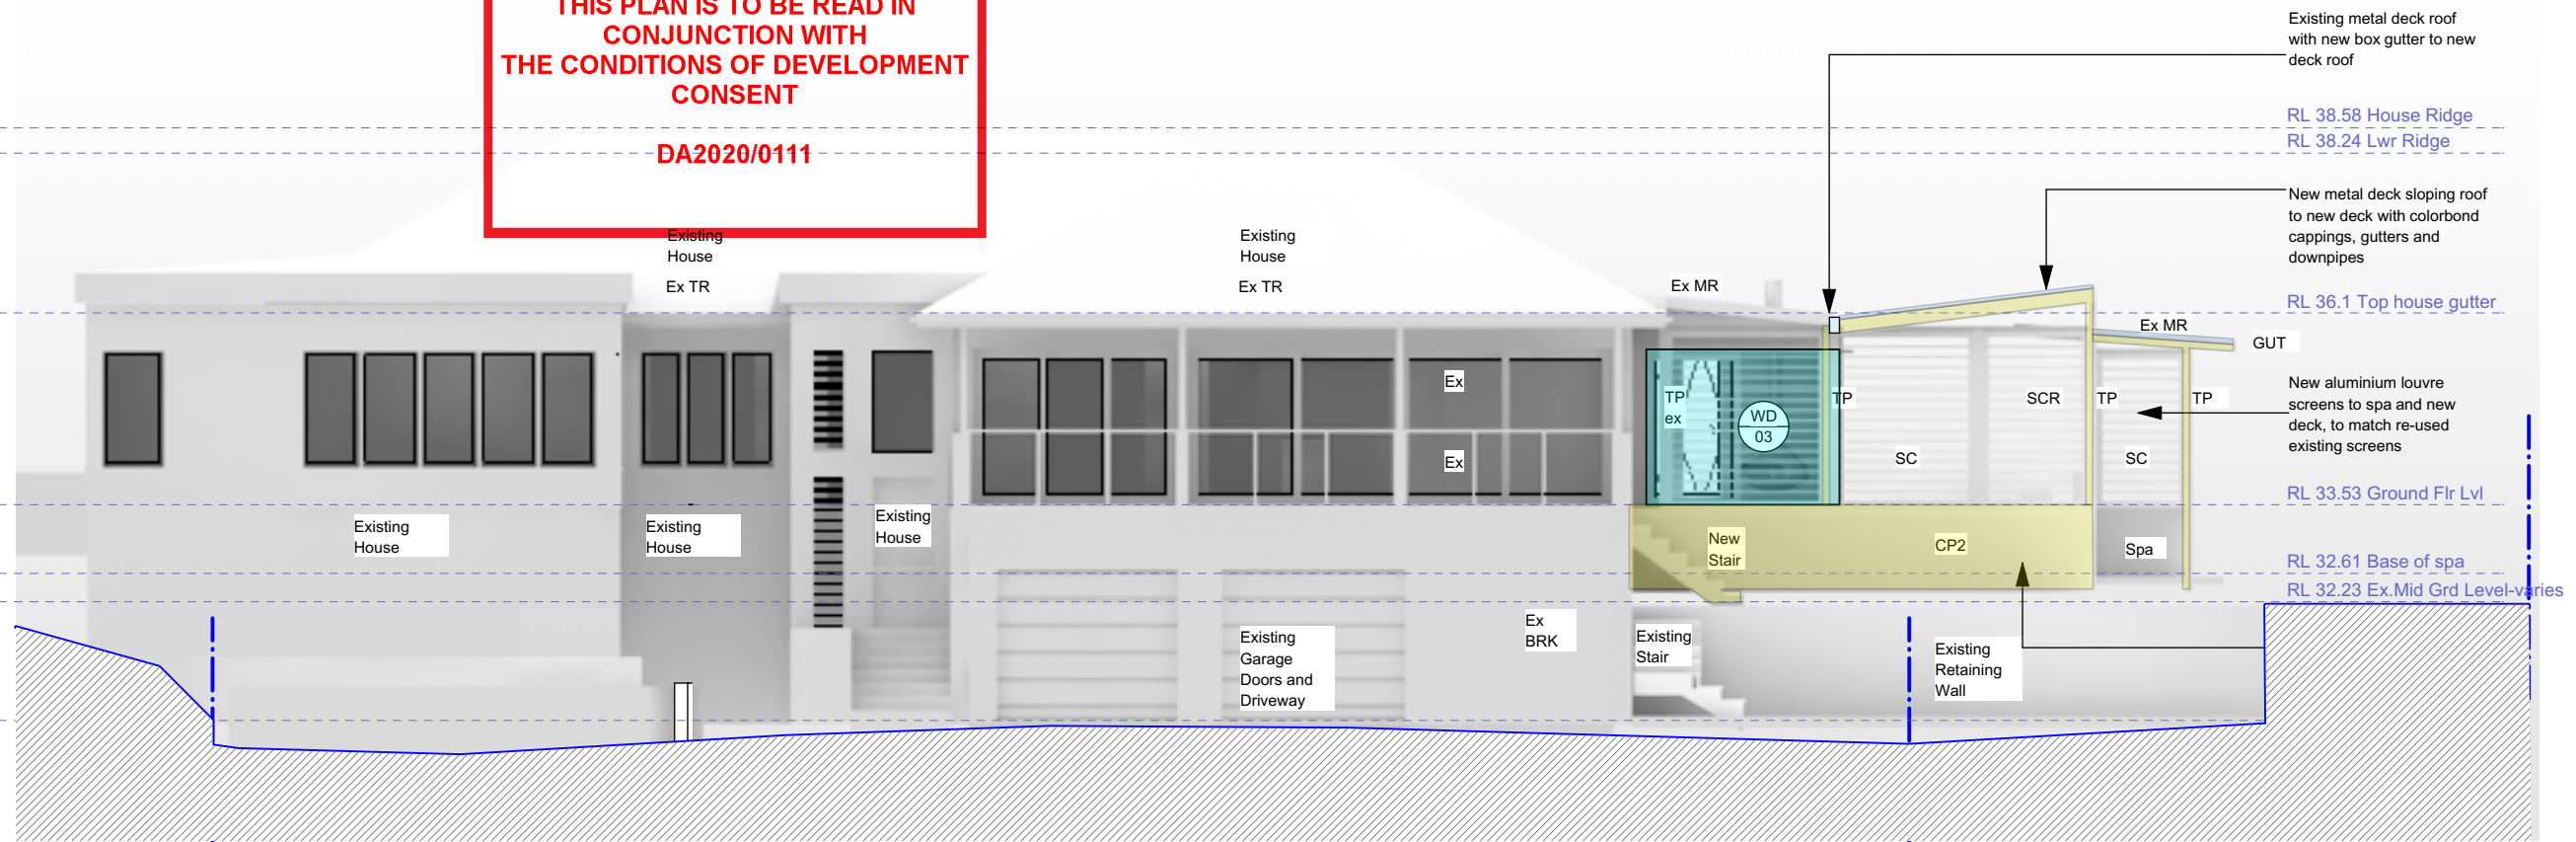 THIS PLAN IS TO BE READ IN
CONJUNCTION WITH
THE CONDITIONS OF DEVELOPMENT
CONSENT
DA2020/0111
Existing metal deck roof
with new box gutter to new
deck roof
RL 38.58 House Ridge
RL 38.24 Lwr Ridge
New metal deck sloping roof
to new deck with colorbond
cappings, gutters and
downpipes
RL 36.1 Top house gutter
Existing
House
Ex TR
Existing
House
Ex TR
Ex MR
Ex MR
GUT
New aluminium louvre
screens to spa and new
deck, to match re-used
existing screens
Ex
Ex
TP
ex
WD
03
TP
SC
SCR
TP
SC
TP
RL 33.53 Ground Flr Lvl
Existing
House
Existing
House
Existing
House
New
Stair
CP2
Spa
RL 32.61 Base of spa
RL 32.23 Ex.Mid Grd Level-varies
Existing
Garage
Doors and
Driveway
Ex
BRK
Existing
Stair
Existing
Retaining
Wall